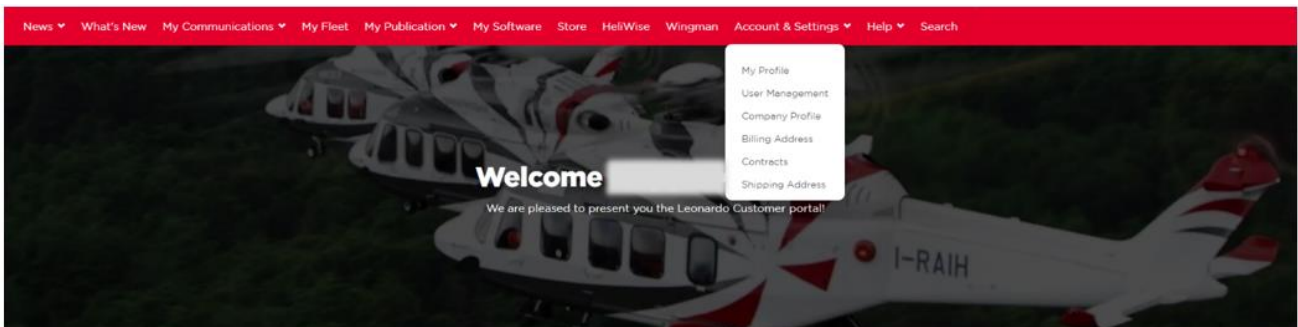 News What's New My Communications My Fleet My Publication My Software Store HeliWise Wingman Account & Settings Help Search
My Profile
User Management
Company Profile
Billing Address
Contracts
Shipping Address
Welcome
We are pleased to present you the Leonardo Customer portal!
I-RAIH